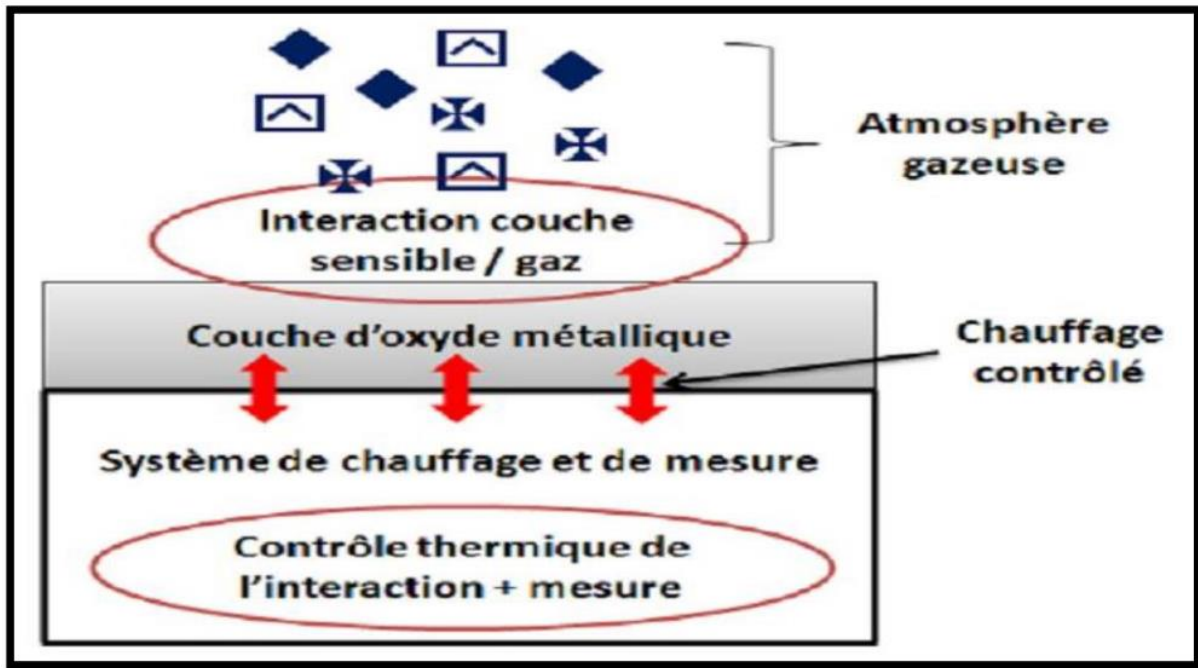 Atmosphère
gazeuse
Interaction couche
sensible / gaz
Couche d'oxyde métallique
Chauffage
contrôlé
Système de chauffage et de mesure
Contrôle thermique de
l'interaction + mesure